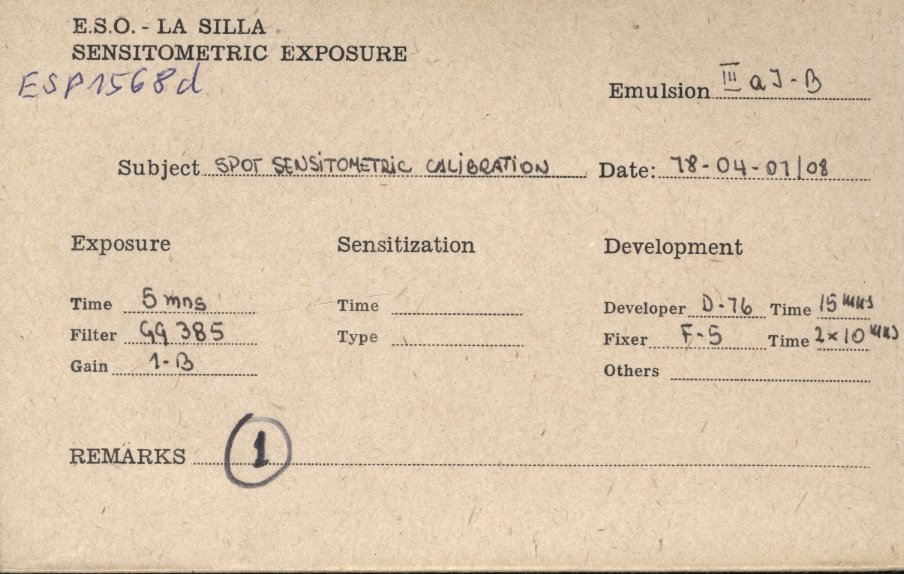 E.S.O. - LA SILLA
SENSITOMETRIC EXPOSURE
ESP1568d
Emulsion III aJ-B
Subject SPOT SENSITOMETRIC CALIBRATION Date: 78-04-07/08
Exposure Sensitization Development
Time 5 mns Time Developer D-76 Time 15 mns
Filter GG 385 Type Fixer F-5 Time 2x10 mns
Gain 1-B Others
REMARKS 1